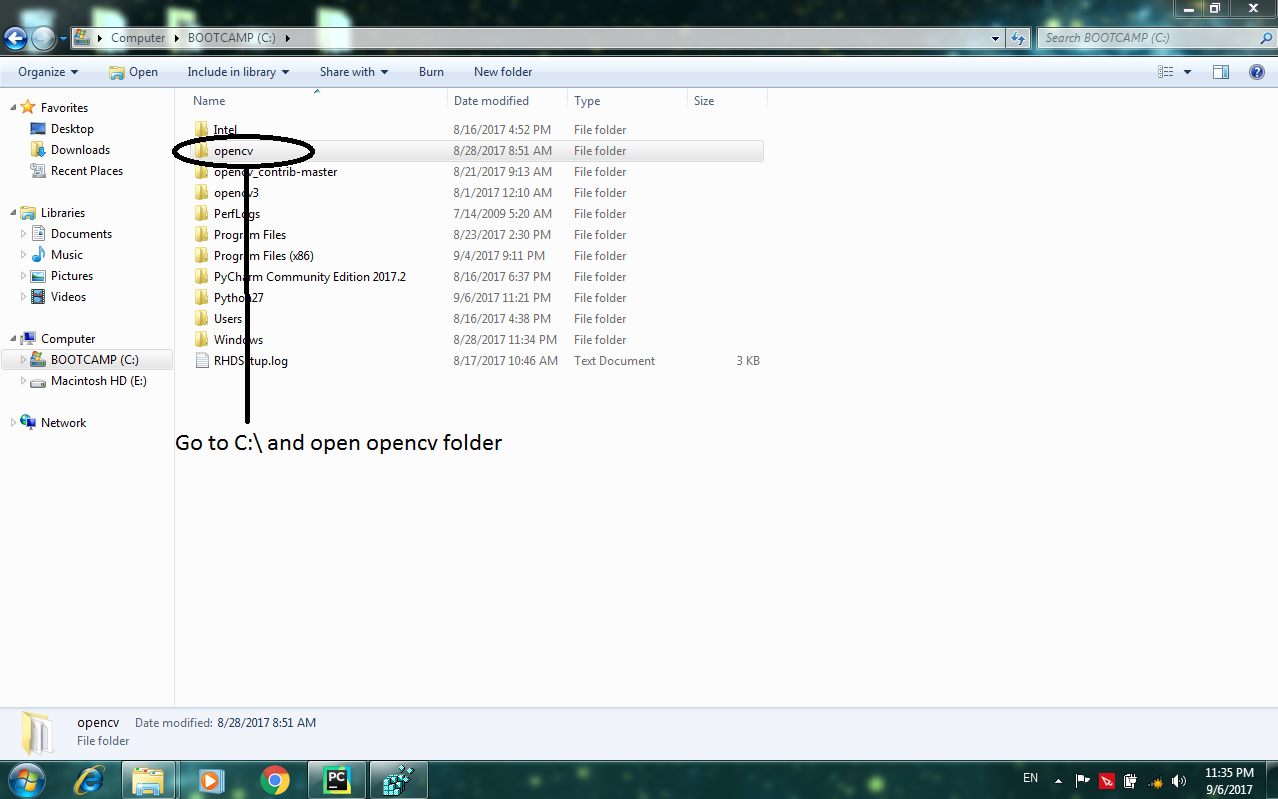 Computer BOOTCAMP (C:) Search BOOTCAMP (C:)
Organize Open Include in library Share with Burn New folder
Name Date modified Type Size
Favorites
Desktop
Downloads
Recent Places
Libraries
Documents
Music
Pictures
Videos
Computer
BOOTCAMP (C:)
Macintosh HD (E:)
Network
Intel 8/16/2017 4:52 PM File folder
opencv 8/28/2017 8:51 AM File folder
opencv_contrib-master 8/21/2017 9:13 AM File folder
opencv3 8/1/2017 12:10 AM File folder
PerfLogs 7/14/2009 5:20 AM File folder
Program Files 8/23/2017 2:30 PM File folder
Program Files (x86) 9/4/2017 9:11 PM File folder
PyCharm Community Edition 2017.2 8/16/2017 6:37 PM File folder
Python27 9/6/2017 11:21 PM File folder
Users 8/16/2017 4:38 PM File folder
Windows 8/28/2017 11:34 PM File folder
RHDSetup.log 8/17/2017 10:46 AM Text Document 3 KB
Go to C:\ and open opencv folder
opencv Date modified: 8/28/2017 8:51 AM
File folder
PC
EN
11:35 PM
9/6/2017